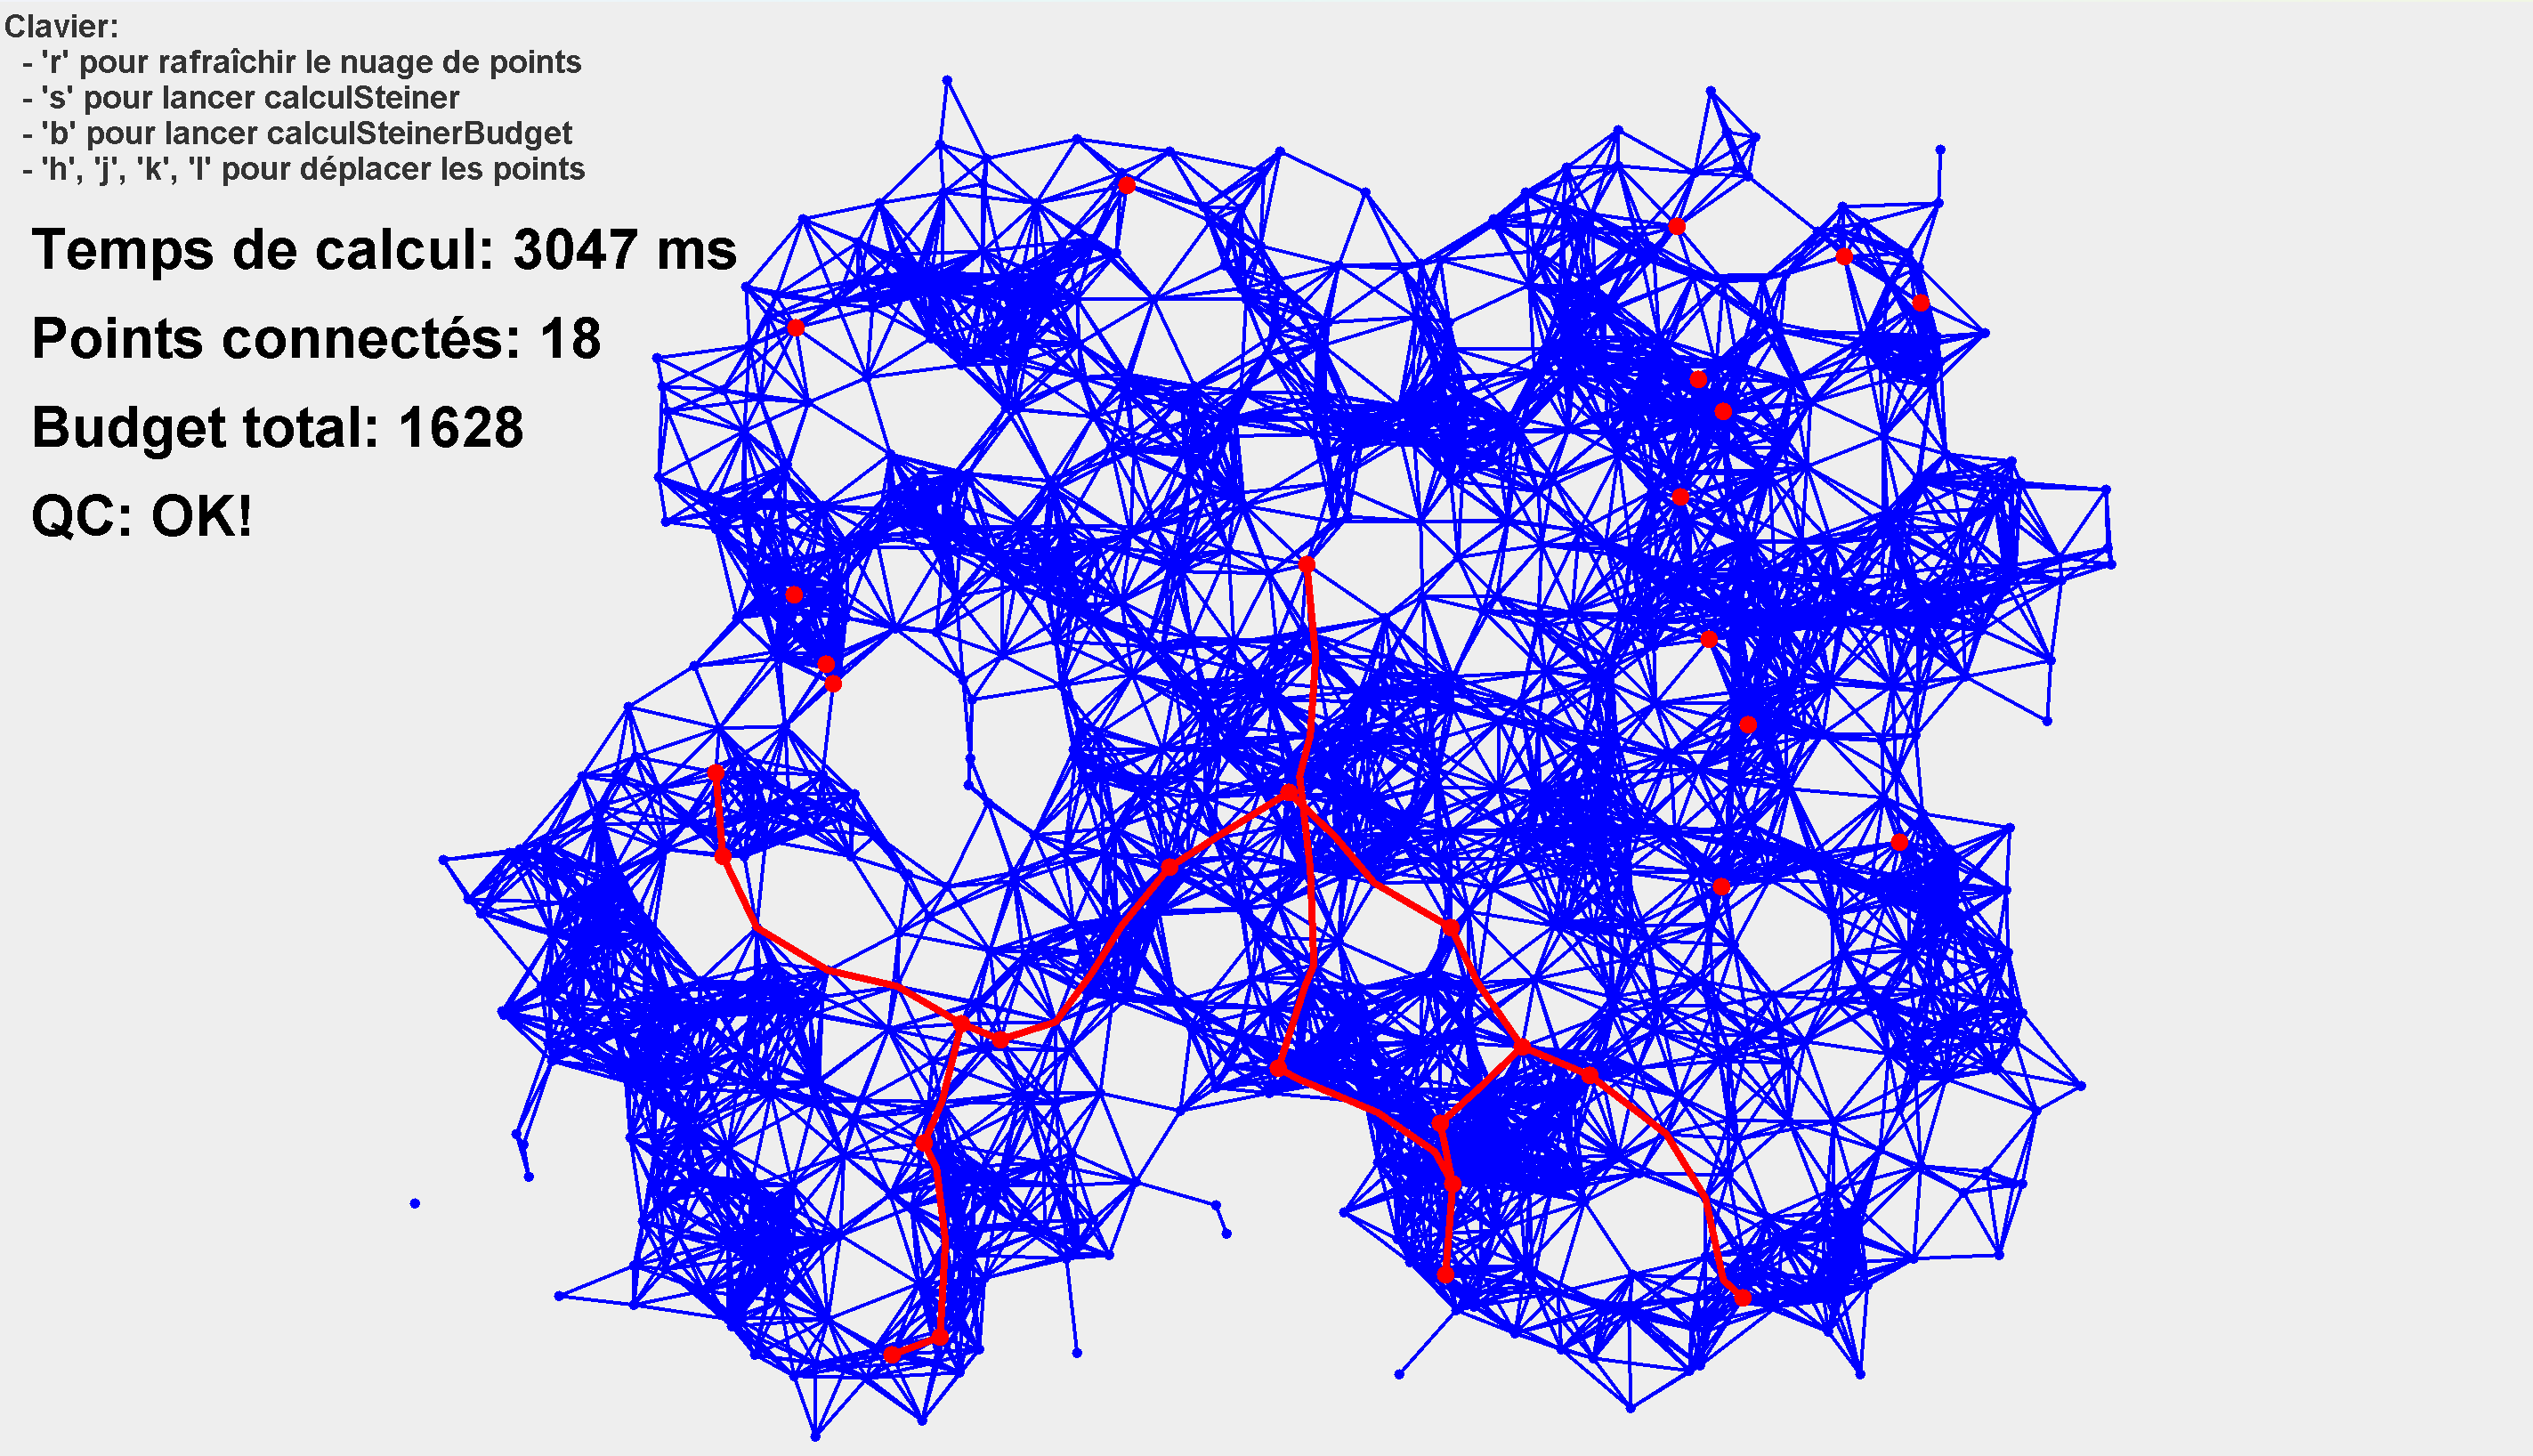 Clavier:
- 'r' pour rafraîchir le nuage de points
- 's' pour lancer calculSteiner
- 'b' pour lancer calculSteinerBudget
- 'h', 'j', 'k', 'l' pour déplacer les points
Temps de calcul: 3047 ms
Points connectés: 18
Budget total: 1628
QC: OK!